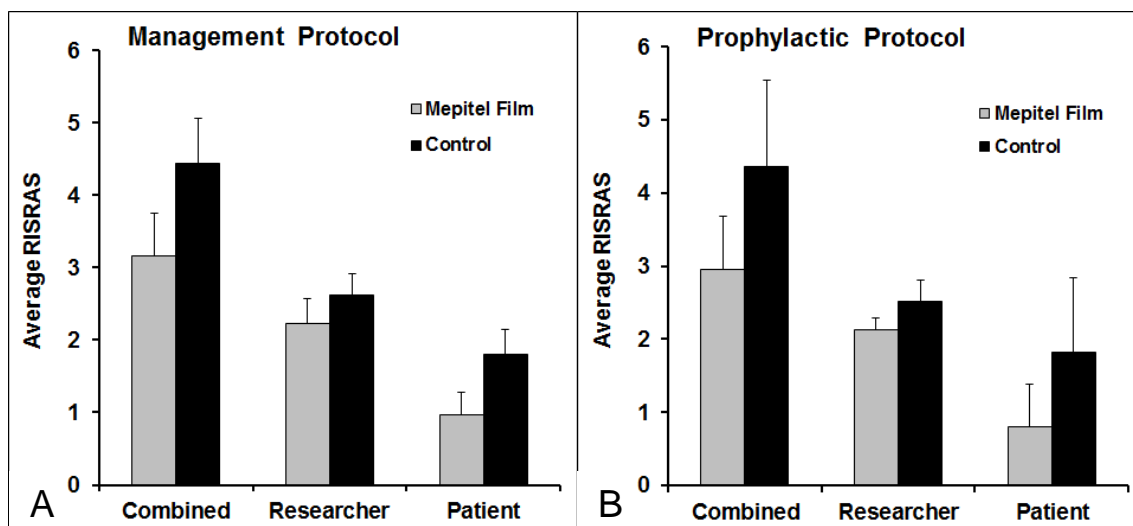 Management Protocol
6
5
4
3
2
1
0
Average RISRAS
Mepitel Film
Control
Combined Researcher Patient
A
Prophylactic Protocol
6
5
4
3
2
1
0
Average RISRAS
Mepitel Film
Control
Combined Researcher Patient
B